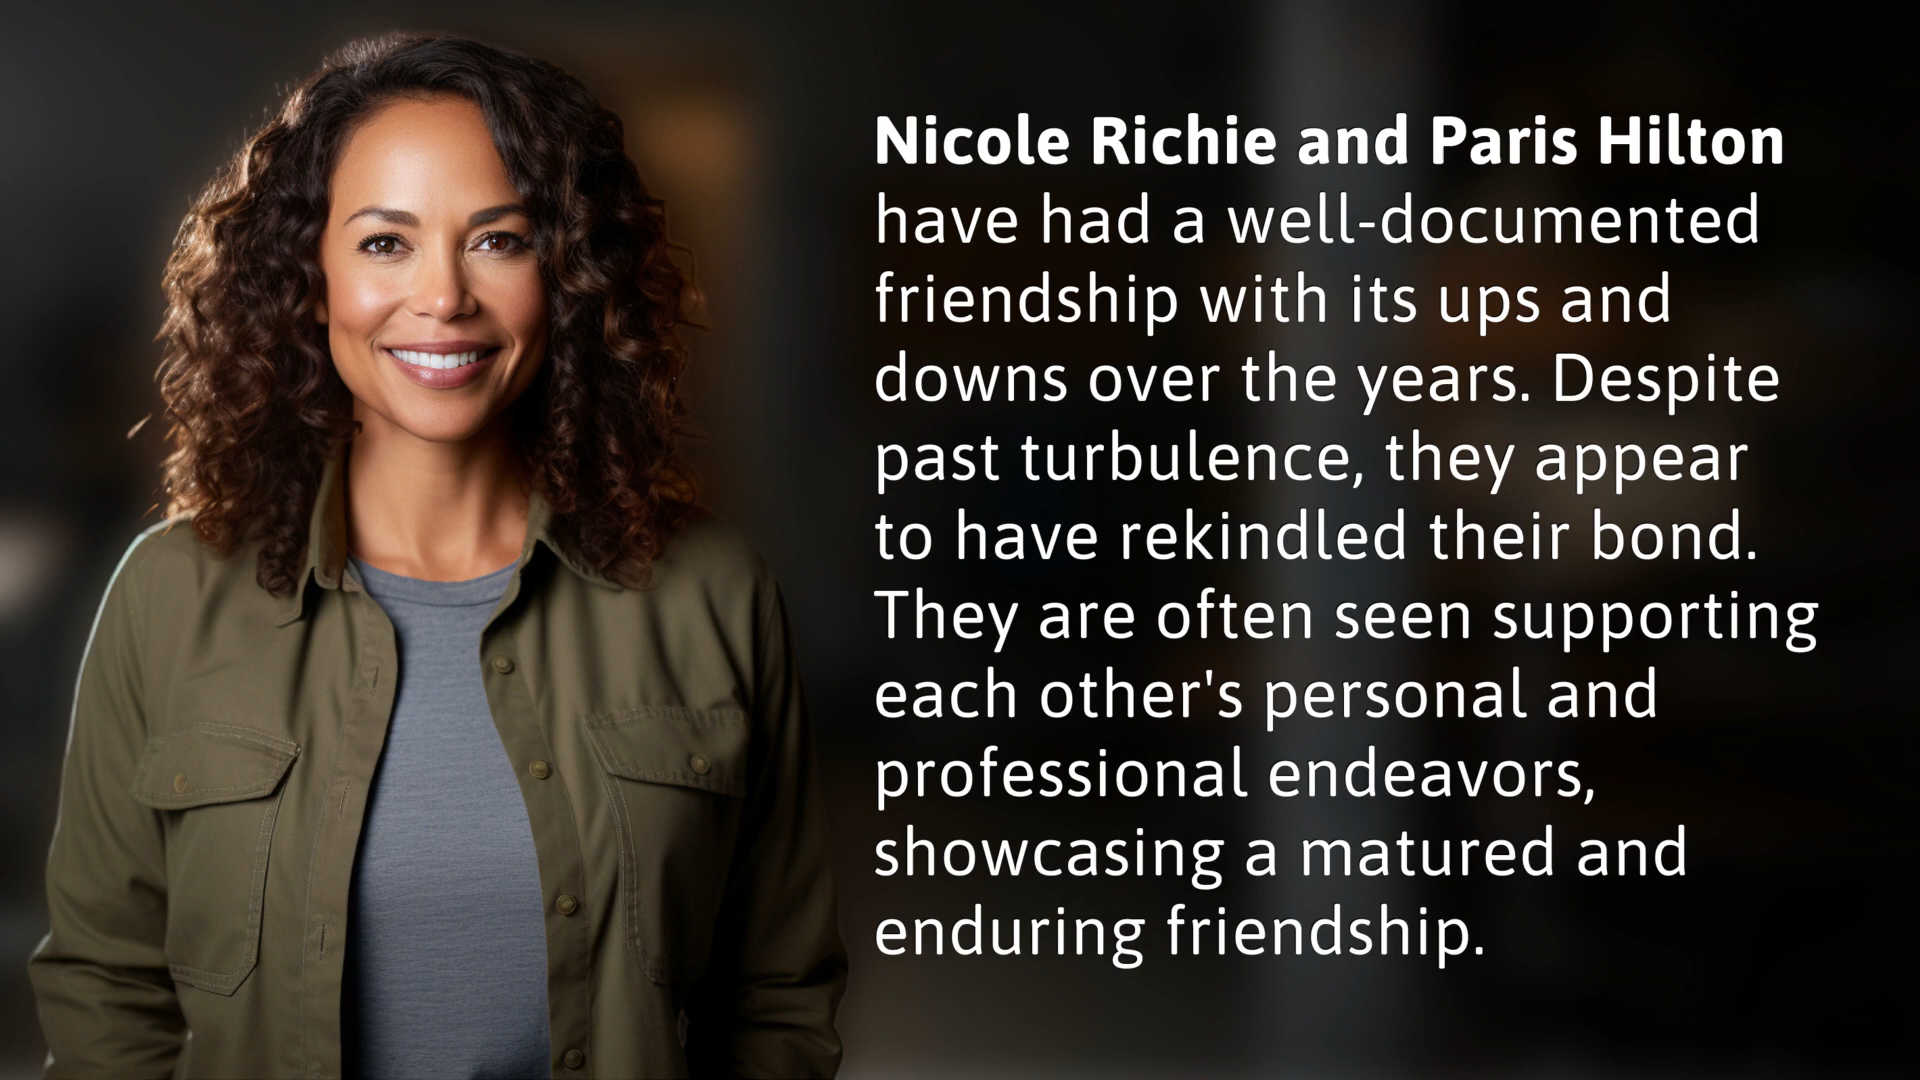 Nicole Richie and Paris Hilton
have had a well-documented
friendship with its ups and
downs over the years. Despite
past turbulence, they appear
to have rekindled their bond.
They are often seen supporting
each other's personal and
professional endeavors,
showcasing a matured and
enduring friendship.